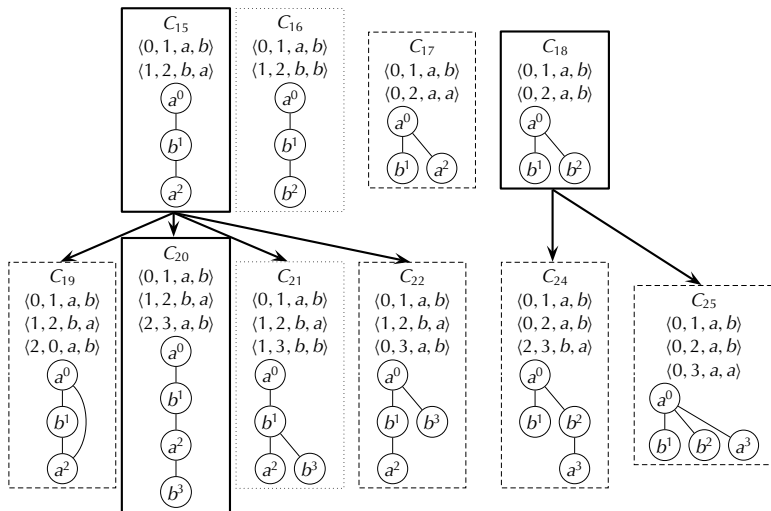 C₁₅
⟨0, 1, a, b⟩
⟨1, 2, b, a⟩
a⁰
b¹
a²
C₁₆
⟨0, 1, a, b⟩
⟨1, 2, b, b⟩
a⁰
b¹
b²
C₁₇
⟨0, 1, a, b⟩
⟨0, 2, a, a⟩
a⁰
b¹ a²
C₁₈
⟨0, 1, a, b⟩
⟨0, 2, a, b⟩
a⁰
b¹ b²
C₁₉
⟨0, 1, a, b⟩
⟨1, 2, b, a⟩
⟨2, 0, a, b⟩
a⁰
b¹
a²
C₂₀
⟨0, 1, a, b⟩
⟨1, 2, b, a⟩
⟨2, 3, a, b⟩
a⁰
b¹
a²
b³
C₂₁
⟨0, 1, a, b⟩
⟨1, 2, b, a⟩
⟨1, 3, b, b⟩
a⁰
b¹
a² b³
C₂₂
⟨0, 1, a, b⟩
⟨1, 2, b, a⟩
⟨0, 3, a, b⟩
a⁰
b¹ b³
a²
C₂₄
⟨0, 1, a, b⟩
⟨0, 2, a, b⟩
⟨2, 3, b, a⟩
a⁰
b¹ b²
a³
C₂₅
⟨0, 1, a, b⟩
⟨0, 2, a, b⟩
⟨0, 3, a, a⟩
a⁰
b¹ b² a³